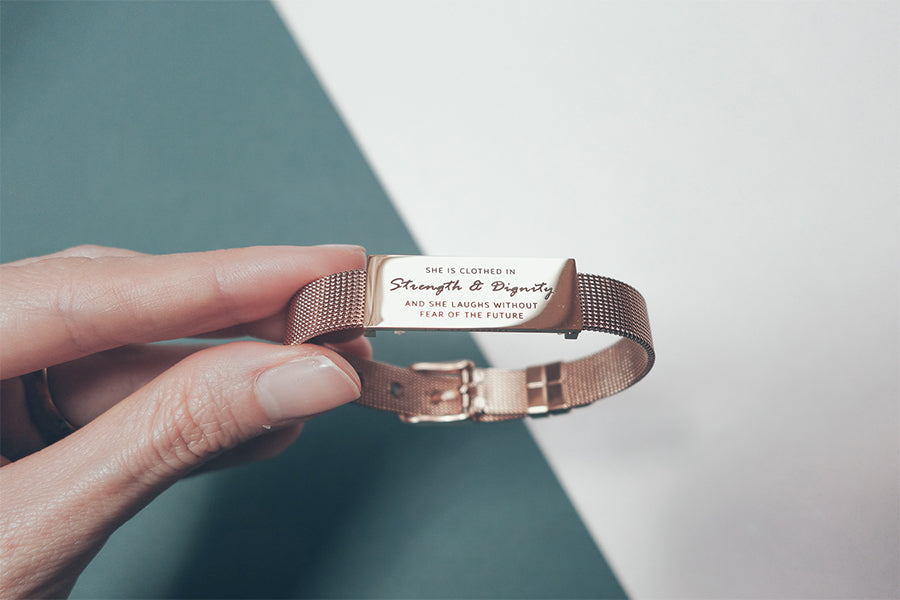 SHE IS CLOTHED IN
Strength & Dignity
AND SHE LAUGHS WITHOUT
FEAR OF THE FUTURE